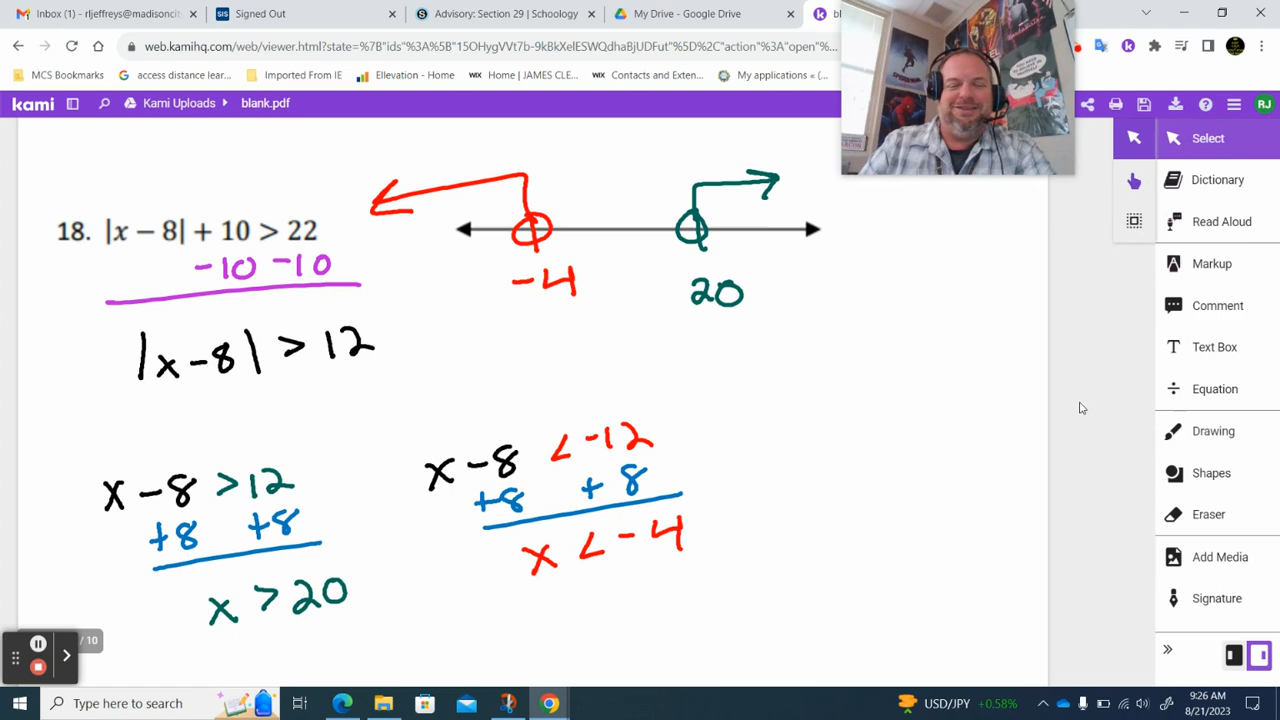 Inbox (1) - rljeffreys@madisoncit
Signed Out
Advisory: Section 29 | Schoology
My Drive - Google Drive
web.kamihq.com/web/viewer.html?state=%7B"ids"%3A%5B"15OFjygVVt7b-9kBkXelESWQdhaBjUDFut"%5D%2C"action"%3A"open"...
MCS Bookmarks
access distance lear...
Imported From IE
Ellevation - Home
Home | JAMES CLE...
Contacts and Exten...
My applications « (...
kami
Kami Uploads
blank.pdf
RJ
18. |x − 8| + 10 > 22
-10 -10
|x-8| > 12
-4
20
x -8 >12
+8 +8
x > 20
x -8 < -12
+8 +8
x < -4
Select
Dictionary
Read Aloud
Markup
Comment
Text Box
Equation
Drawing
Shapes
Eraser
Add Media
Signature
/ 10
Type here to search
USD/JPY +0.58%
9:26 AM
8/21/2023